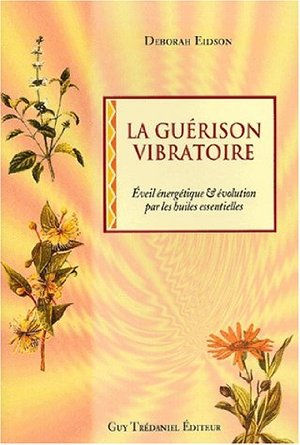 DEBORAH EIDSON
LA GUÉRISON
VIBRATOIRE
Éveil énergétique & évolution
par les huiles essentielles
GUY TRÉDANIEL ÉDITEUR